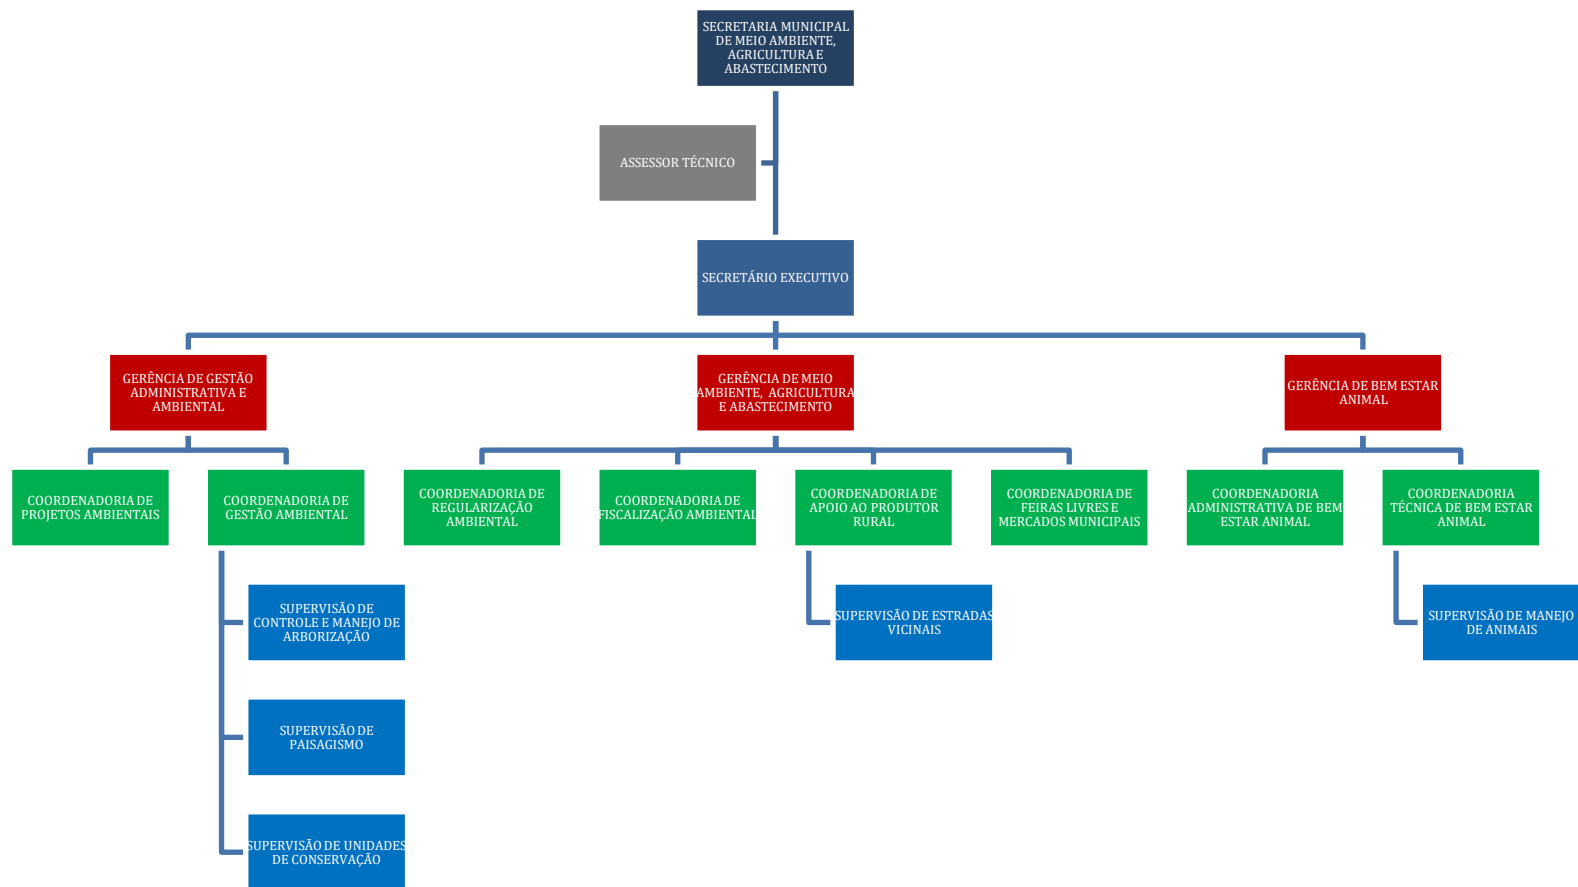 SECRETARIA MUNICIPAL
DE MEIO AMBIENTE,
AGRICULTURA E
ABASTECIMENTO
ASSESSOR TÉCNICO
SECRETÁRIO EXECUTIVO
GERÊNCIA DE GESTÃO
ADMINISTRATIVA E
AMBIENTAL
GERÊNCIA DE MEIO
AMBIENTE, AGRICULTURA
E ABASTECIMENTO
GERÊNCIA DE BEM ESTAR
ANIMAL
COORDENADORIA DE
PROJETOS AMBIENTAIS
COORDENADORIA DE
GESTÃO AMBIENTAL
COORDENADORIA DE
REGULARIZAÇÃO
AMBIENTAL
COORDENADORIA DE
FISCALIZAÇÃO AMBIENTAL
COORDENADORIA DE
APOIO AO PRODUTOR
RURAL
COORDENADORIA DE
FEIRAS LIVRES E
MERCADOS MUNICIPAIS
COORDENADORIA
ADMINISTRATIVA DE BEM
ESTAR ANIMAL
COORDENADORIA
TÉCNICA DE BEM ESTAR
ANIMAL
SUPERVISÃO DE
CONTROLE E MANEJO DE
ARBORIZAÇÃO
SUPERVISÃO DE ESTRADAS
VICINAIS
SUPERVISÃO DE MANEJO
DE ANIMAIS
SUPERVISÃO DE
PAISAGISMO
SUPERVISÃO DE UNIDADES
DE CONSERVAÇÃO